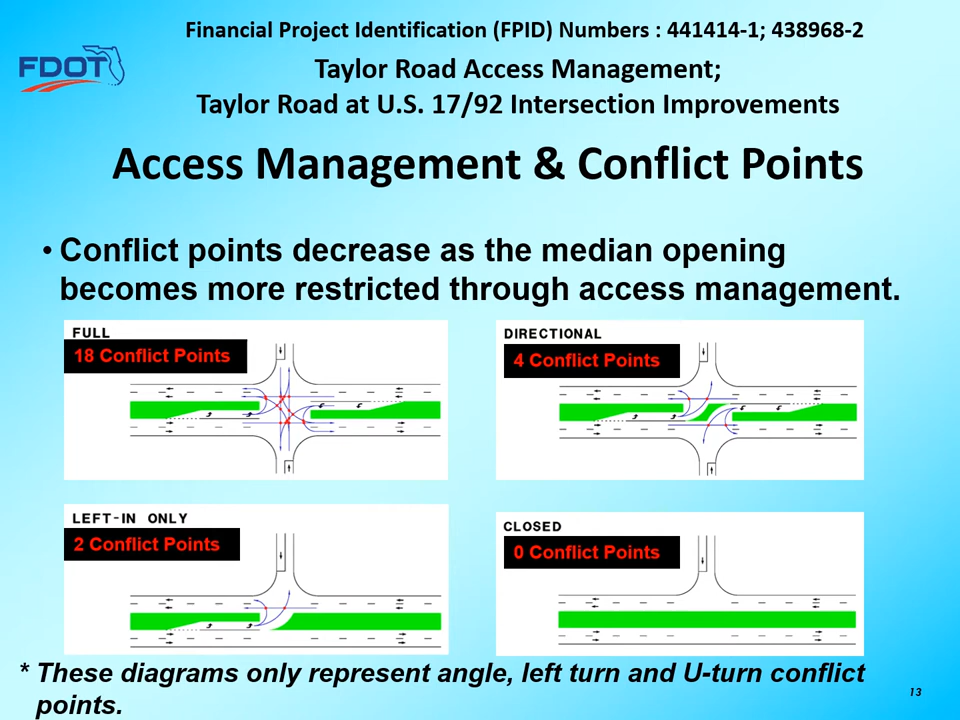 Financial Project Identification (FPID) Numbers : 441414-1; 438968-2
FDOT
Taylor Road Access Management;
Taylor Road at U.S. 17/92 Intersection Improvements
Access Management & Conflict Points
• Conflict points decrease as the median opening
becomes more restricted through access management.
FULL
18 Conflict Points
DIRECTIONAL
4 Conflict Points
LEFT-IN ONLY
2 Conflict Points
CLOSED
0 Conflict Points
* These diagrams only represent angle, left turn and U-turn conflict
points.
13